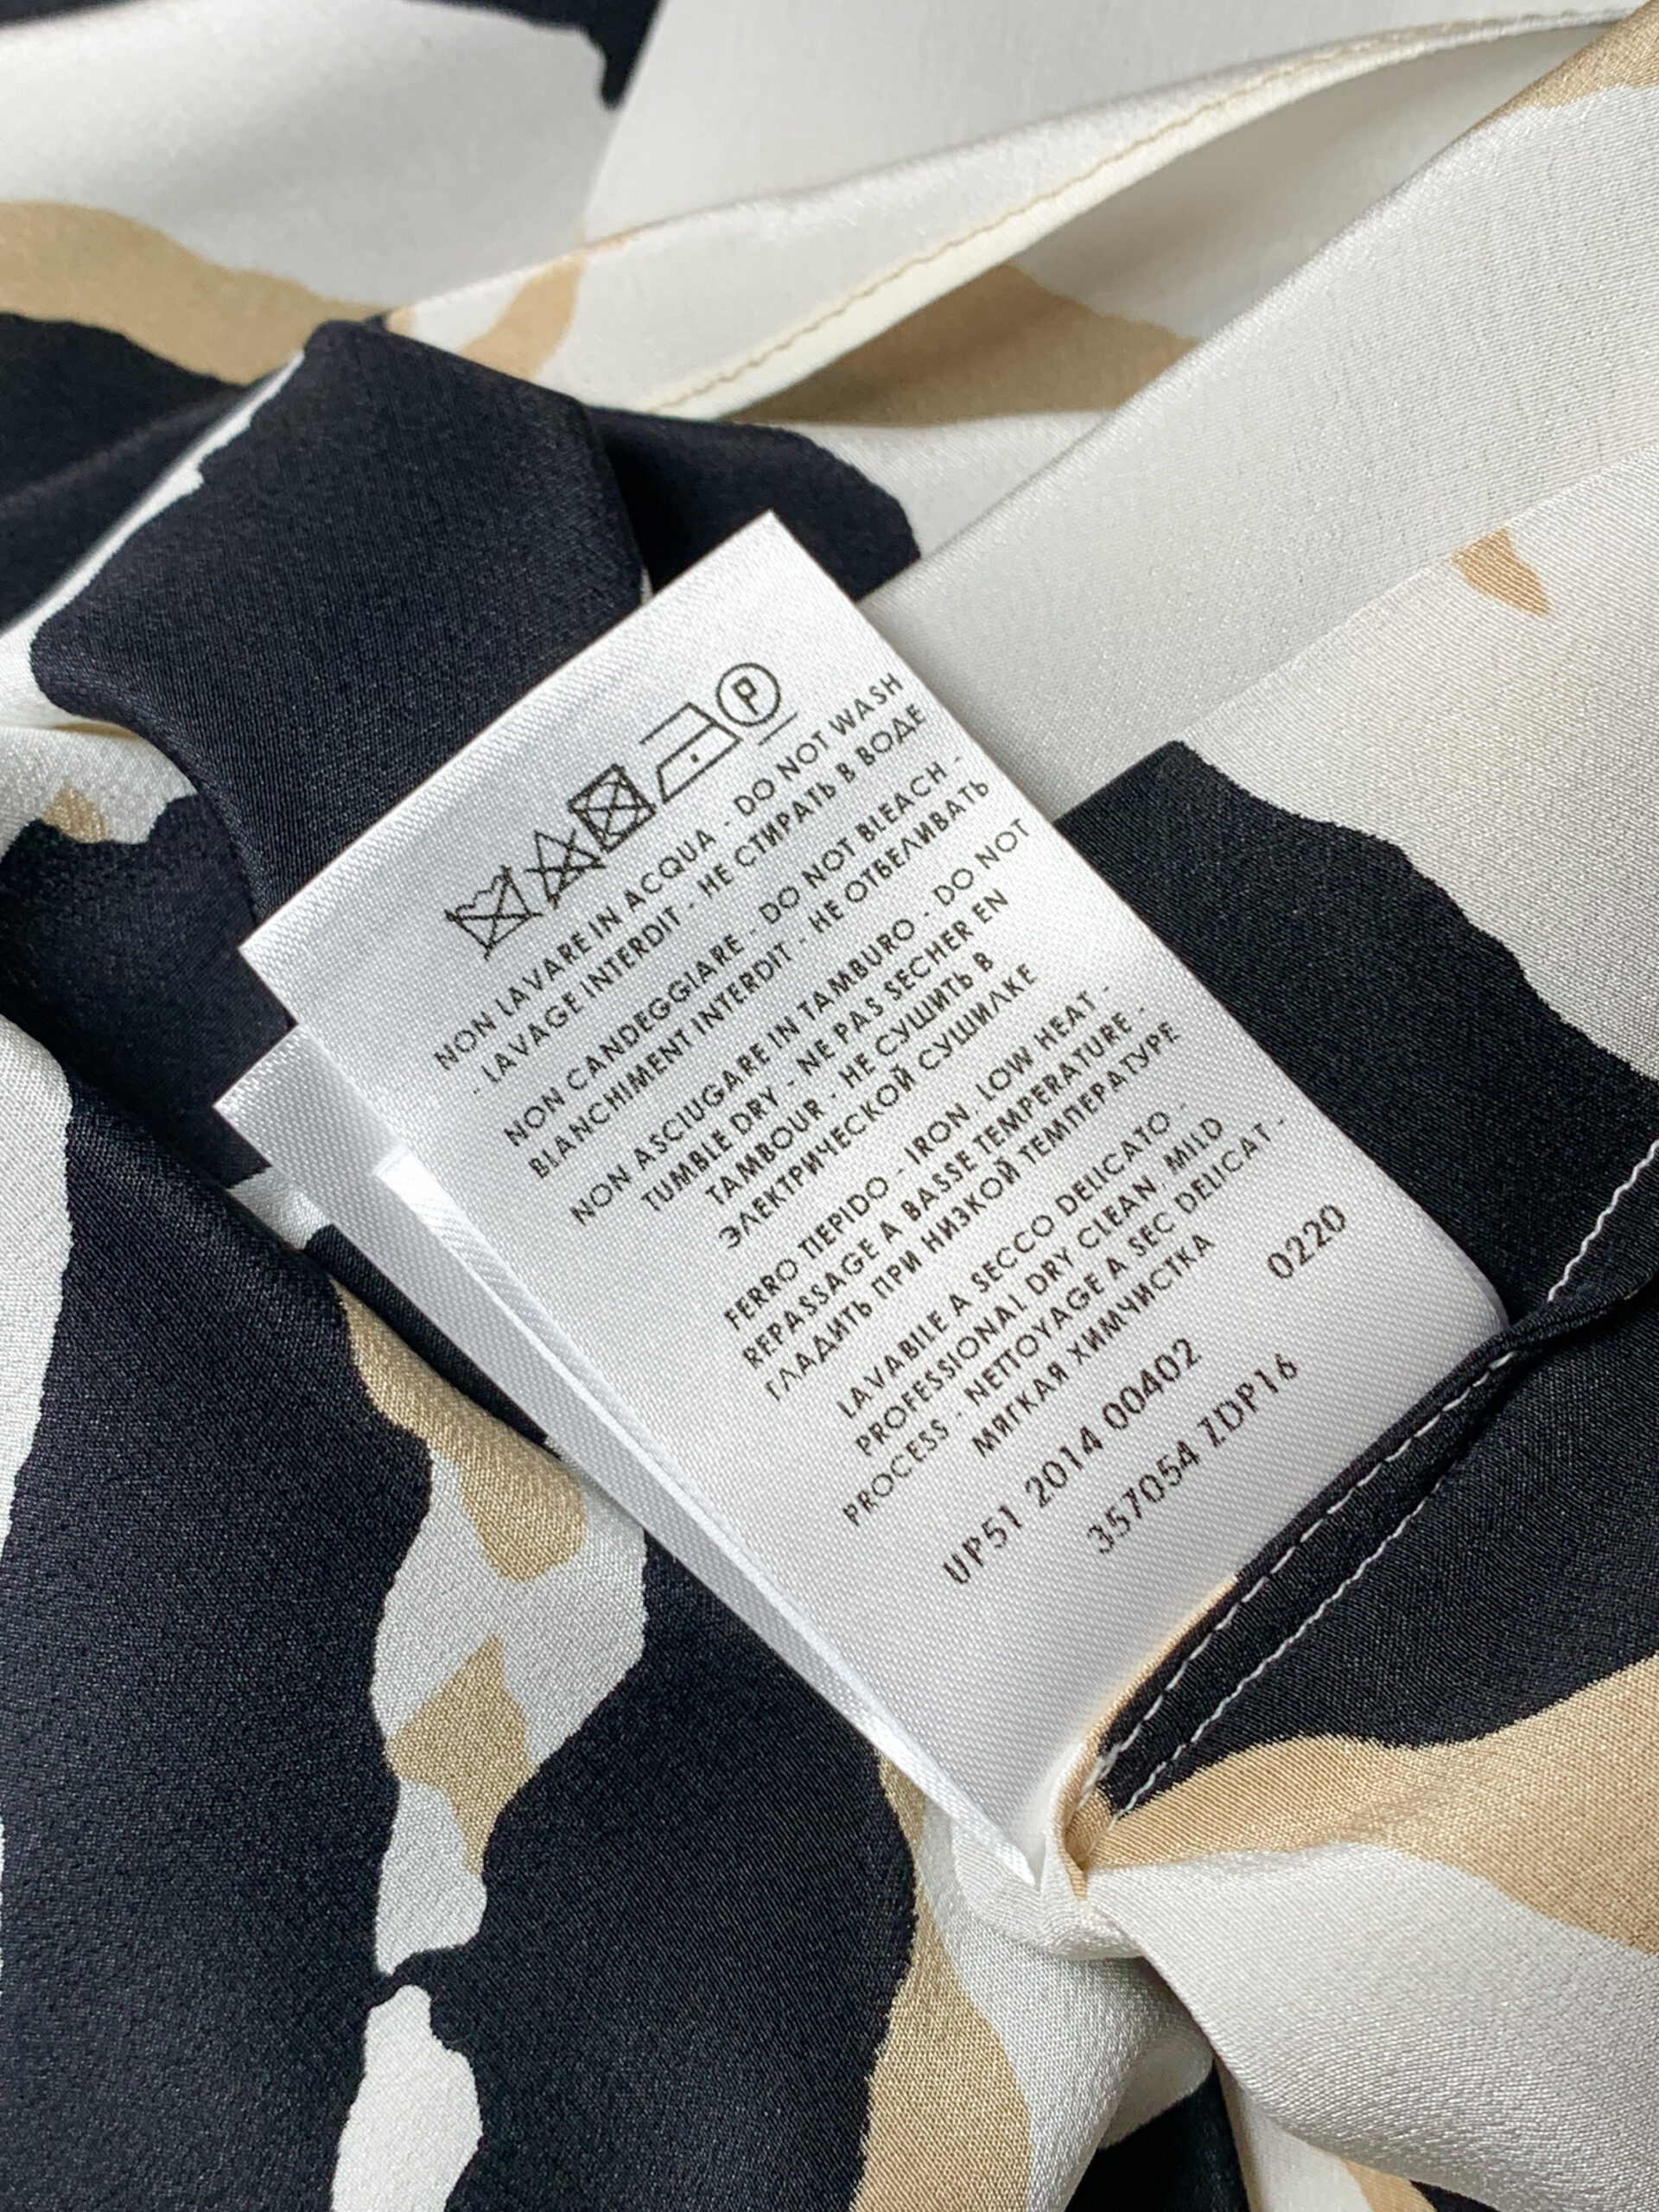 P
NON LAVARE IN ACQUA - DO NOT WASH
- LAVAGE INTERDIT - НЕ СТИРАТЬ В ВОДЕ
NON CANDEGGIARE - DO NOT BLEACH -
BLANCHIMENT INTERDIT - НЕ ОТБЕЛИВАТЬ
NON ASCIUGARE IN TAMBURO - DO NOT
TUMBLE DRY - NE PAS SECHER EN
TAMBOUR - НЕ СУШИТЬ В
ЭЛЕКТРИЧЕСКОЙ СУШИЛКЕ
FERRO TIEPIDO - IRON, LOW HEAT -
REPASSAGE A BASSE TEMPERATURE -
ГЛАДИТЬ ПРИ НИЗКОЙ ТЕМПЕРАТУРЕ
LAVABILE A SECCO DELICATO -
PROFESSIONAL DRY CLEAN, MILD
PROCESS - NETTOYAGE A SEC DELICAT -
МЯГКАЯ ХИМЧИСТКА
UP51 2014 00402 0220
357054 ZDP16